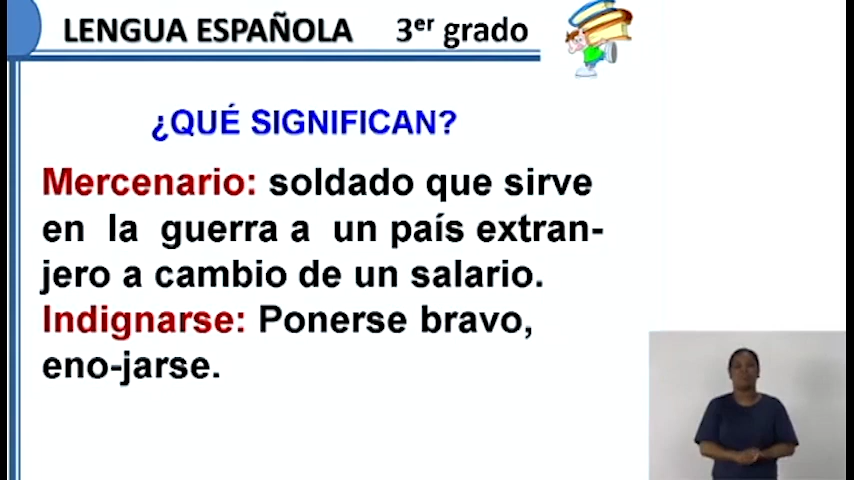 LENGUA ESPAÑOLA 3er grado
¿QUÉ SIGNIFICAN?
Mercenario: soldado que sirve
en la guerra a un país extran-
jero a cambio de un salario.
Indignarse: Ponerse bravo,
eno-jarse.